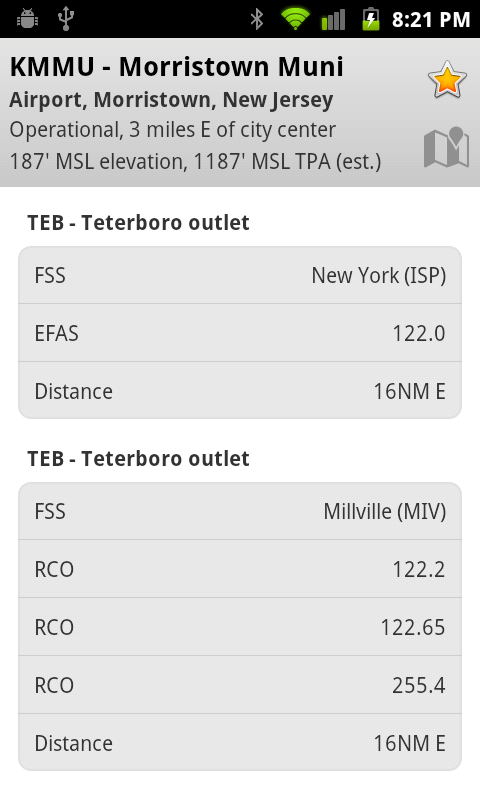 8:21 PM
KMMU - Morristown Muni
Airport, Morristown, New Jersey
Operational, 3 miles E of city center
187' MSL elevation, 1187' MSL TPA (est.)
TEB - Teterboro outlet
FSS New York (ISP)
EFAS 122.0
Distance 16NM E
TEB - Teterboro outlet
FSS Millville (MIV)
RCO 122.2
RCO 122.65
RCO 255.4
Distance 16NM E